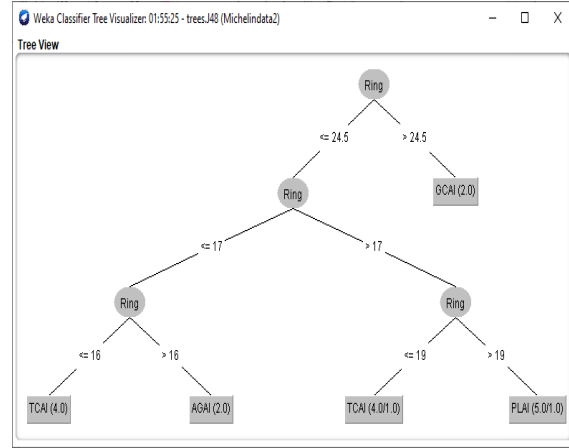 Weka Classifier Tree Visualizer: 01:55:25 - trees.J48 (Michelindata2)
Tree View
Ring
<= 24.5 > 24.5
Ring GCAI (2.0)
<= 17 > 17
Ring Ring
<= 16 > 16 <= 19 > 19
TCAI (4.0) AGAI (2.0) TCAI (4.0/1.0) PLAI (5.0/1.0)